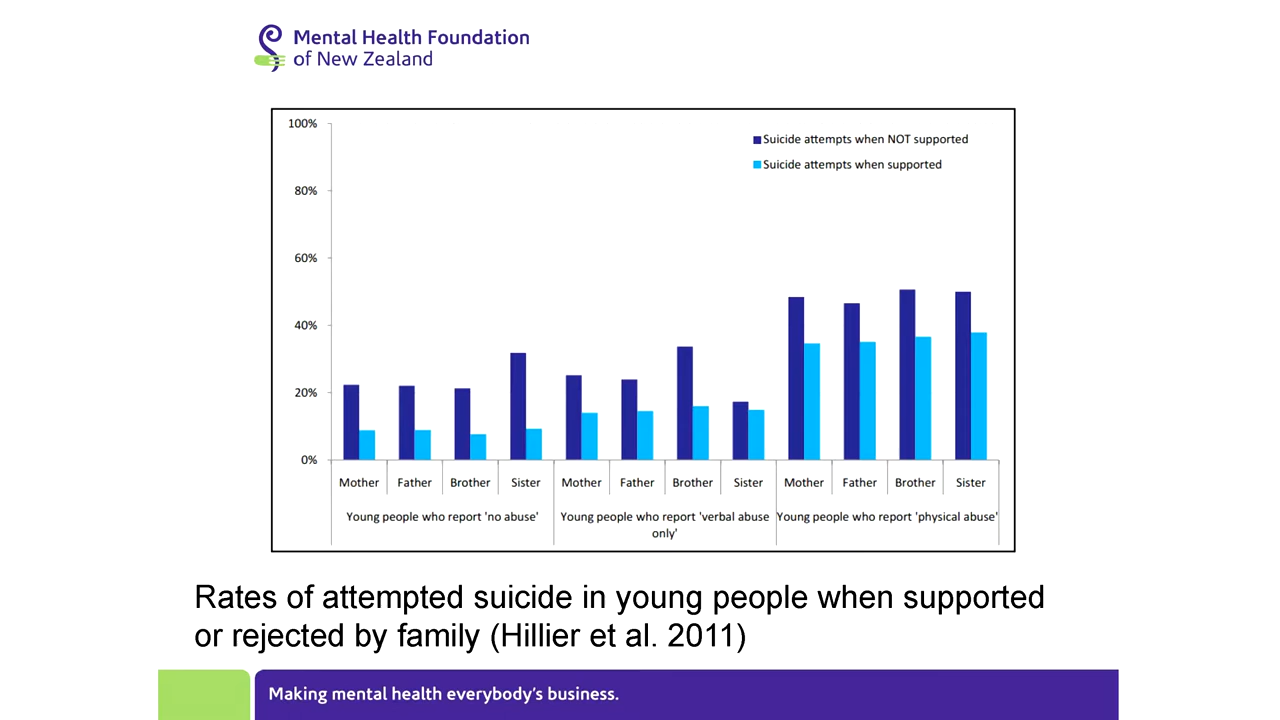 Mental Health Foundation
of New Zealand
100%
80%
60%
40%
20%
0%
Suicide attempts when NOT supported
Suicide attempts when supported
Mother Father Brother Sister Mother Father Brother Sister Mother Father Brother Sister
Young people who report 'no abuse' Young people who report 'verbal abuse Young people who report 'physical abuse'
only'
Rates of attempted suicide in young people when supported
or rejected by family (Hillier et al. 2011)
Making mental health everybody's business.